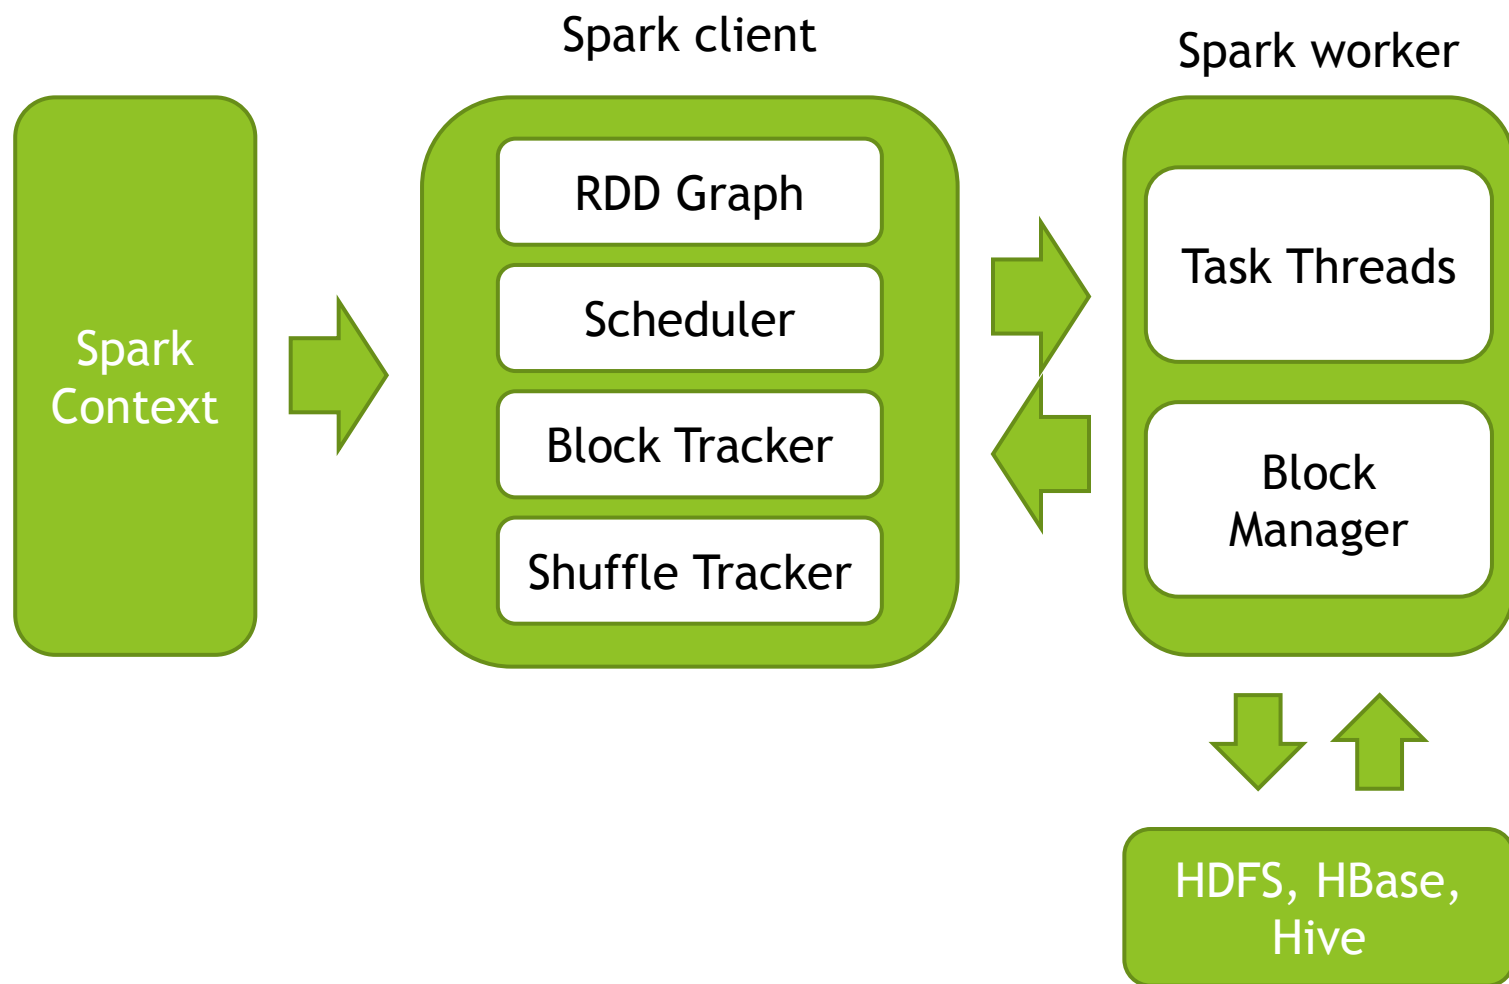 Spark client
Spark worker
Spark
Context
RDD Graph
Scheduler
Block Tracker
Shuffle Tracker
Task Threads
Block
Manager
HDFS, HBase,
Hive